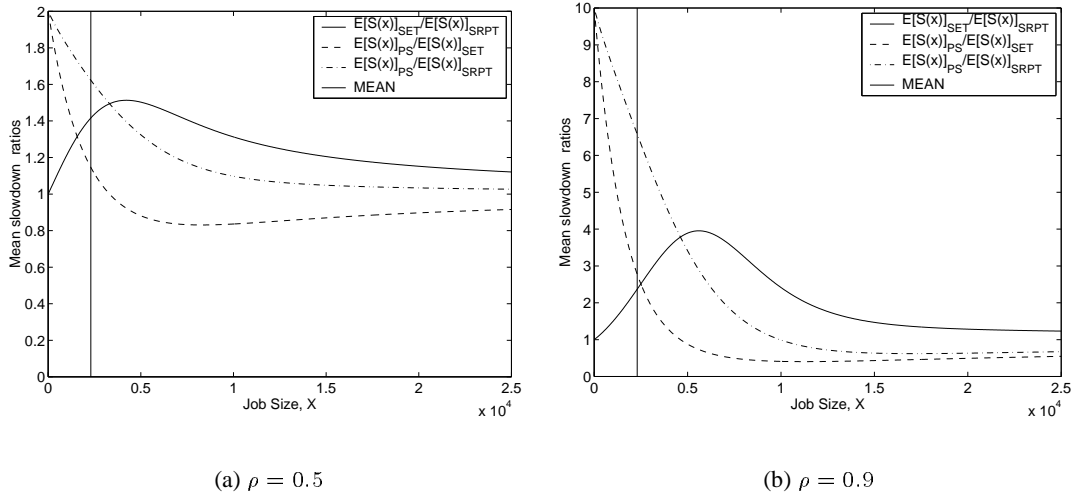 2
1.8
1.6
1.4
1.2
1
0.8
0.6
0.4
0.2
0
Mean slowdown ratios
E[S(x)]SET/E[S(x)]SRPT
E[S(x)]PS/E[S(x)]SET
E[S(x)]PS/E[S(x)]SRPT
MEAN
0 0.5 1 1.5 2 2.5
Job Size, X
x 10^4
(a) ρ = 0.5
10
9
8
7
6
5
4
3
2
1
0
Mean slowdown ratios
E[S(x)]SET/E[S(x)]SRPT
E[S(x)]PS/E[S(x)]SET
E[S(x)]PS/E[S(x)]SRPT
MEAN
0 0.5 1 1.5 2 2.5
Job Size, X
x 10^4
(b) ρ = 0.9